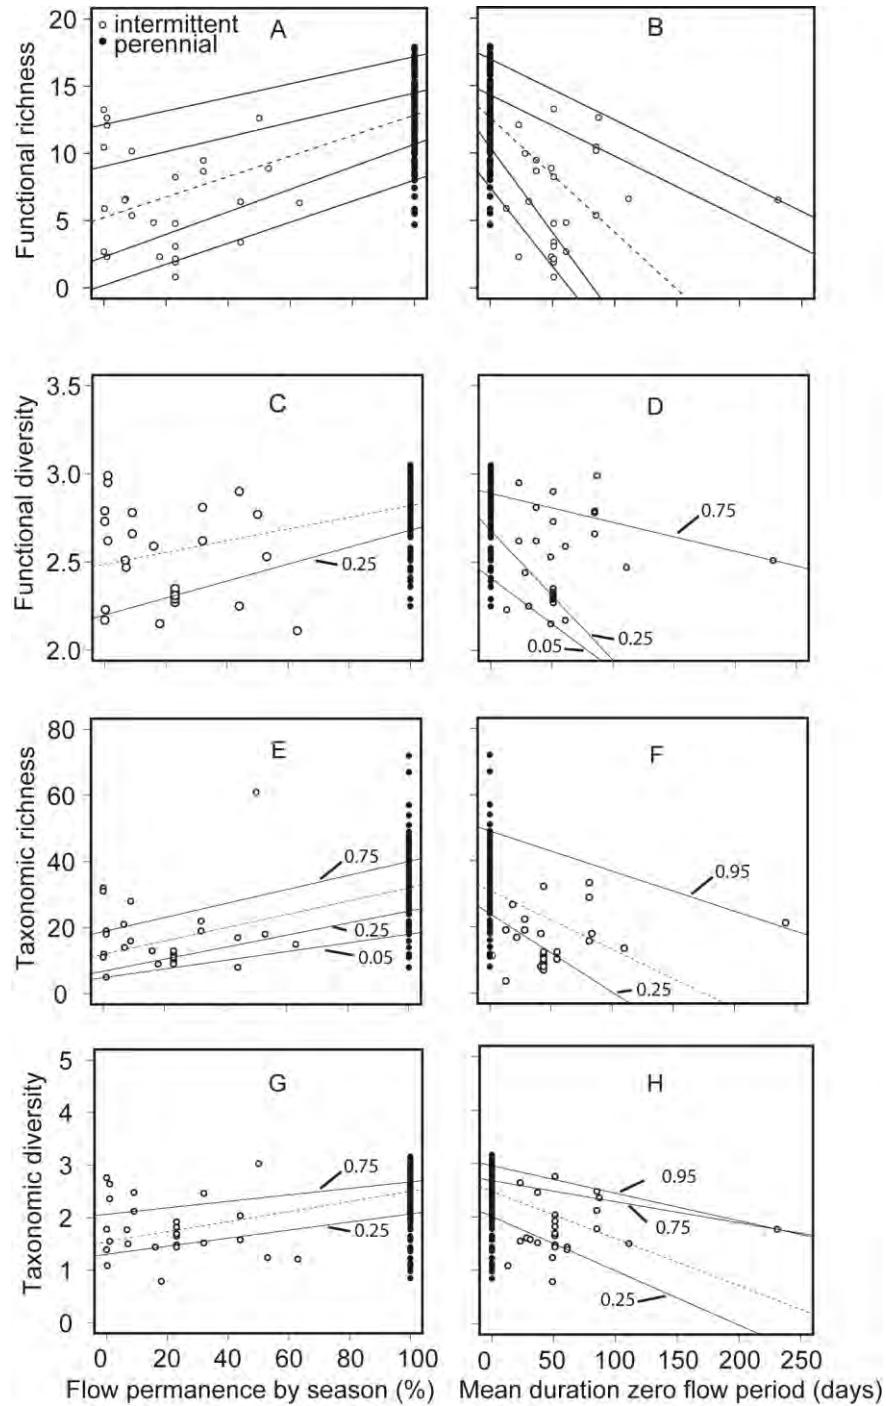 intermittent
perennial
A
B
Functional richness
20
15
10
5
0
C
D
Functional diversity
3.5
3.0
2.5
2.0
0.25
0.75
0.25
0.05
E
F
Taxonomic richness
80
60
40
20
0
0.75
0.25
0.05
0.95
0.25
G
H
Taxonomic diversity
5
4
3
2
1
0
0.75
0.25
0.95
0.75
0.25
0 20 40 60 80 100
0 50 100 150 200 250
Flow permanence by season (%)
Mean duration zero flow period (days)